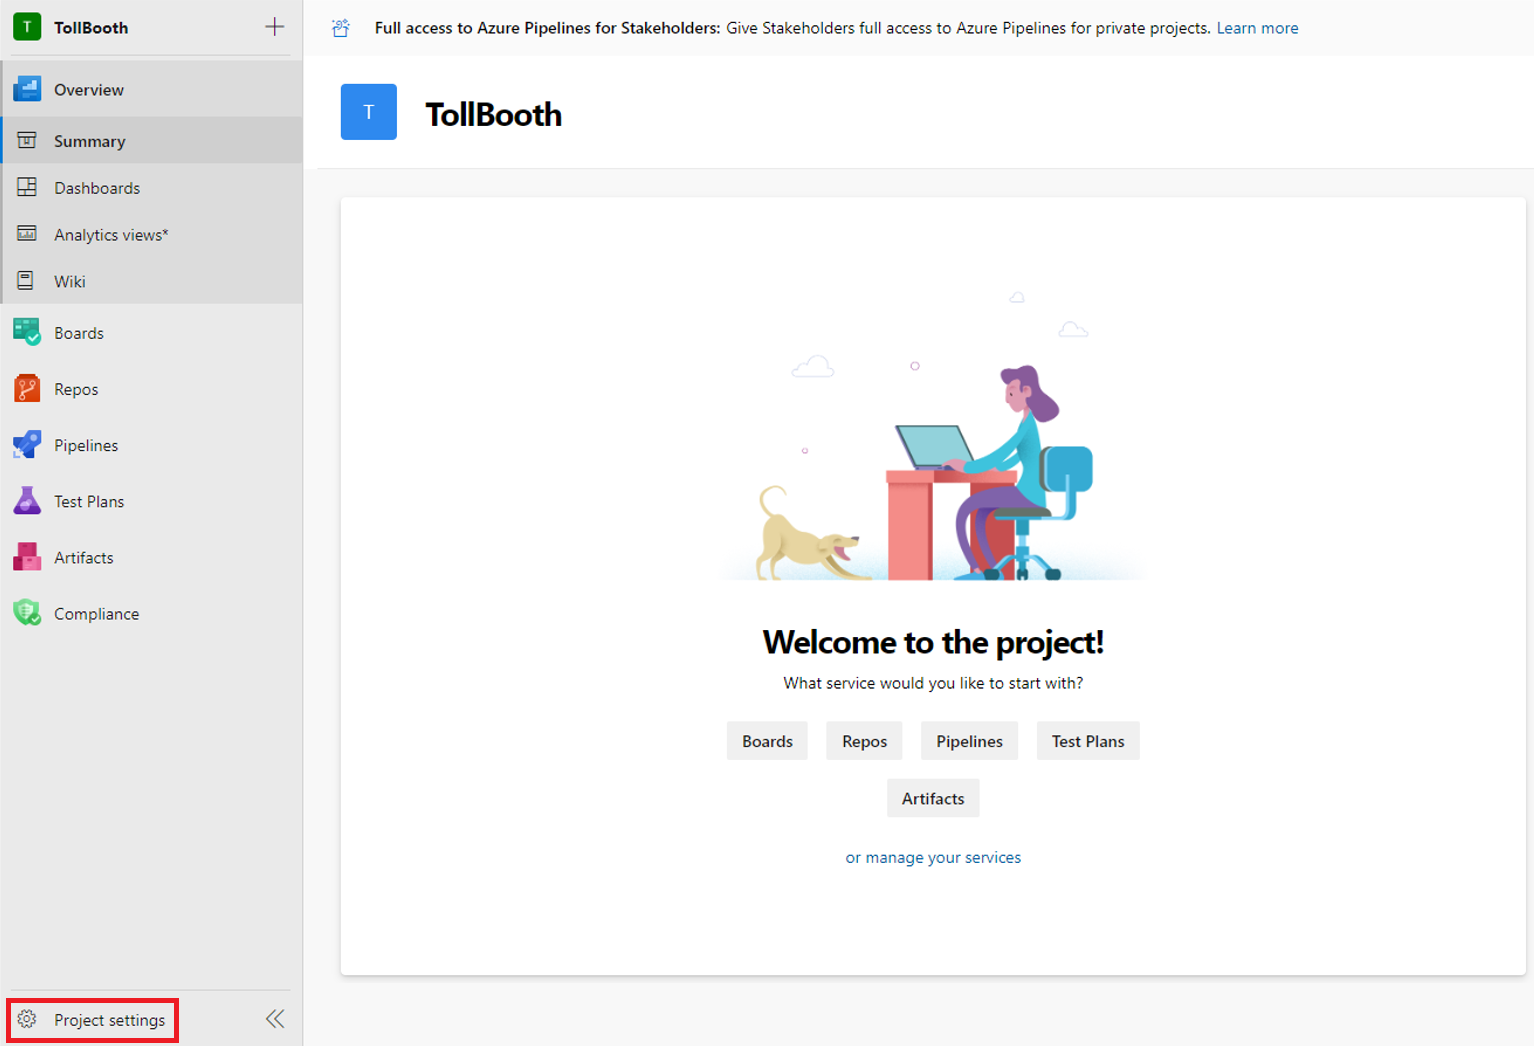 T TollBooth
Full access to Azure Pipelines for Stakeholders: Give Stakeholders full access to Azure Pipelines for private projects. Learn more
Overview
Summary
Dashboards
Analytics views*
Wiki
Boards
Repos
Pipelines
Test Plans
Artifacts
Compliance
Project settings
T TollBooth
Welcome to the project!
What service would you like to start with?
Boards Repos Pipelines Test Plans
Artifacts
or manage your services